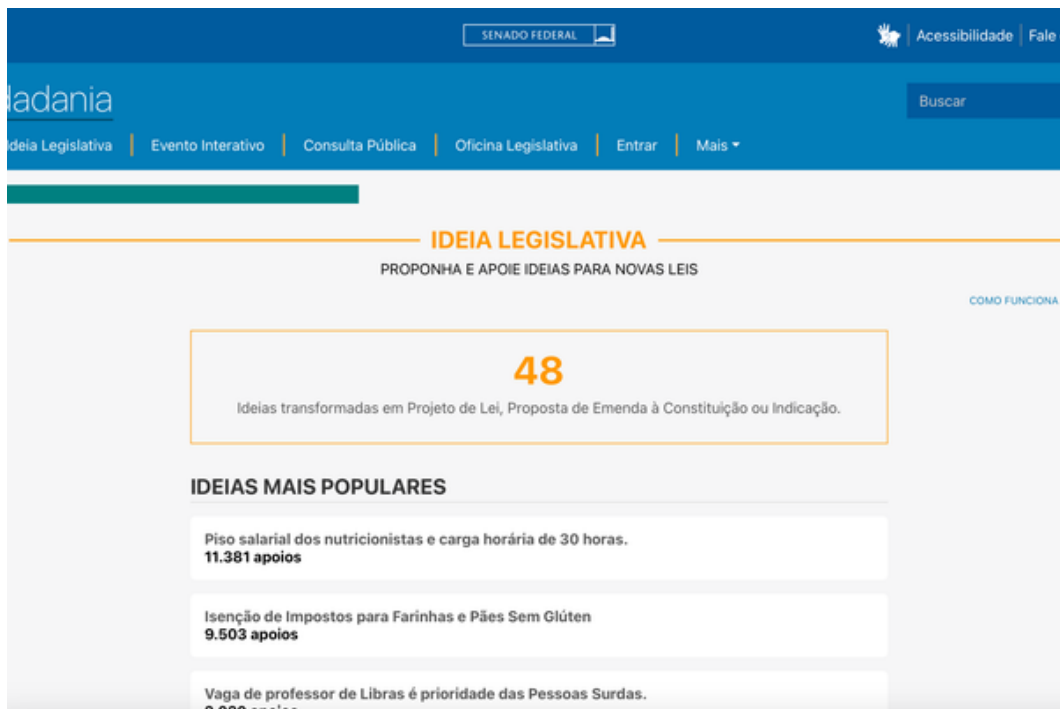 SENADO FEDERAL
Acessibilidade
Fale
dadania
Buscar
Ideia Legislativa
Evento Interativo
Consulta Pública
Oficina Legislativa
Entrar
Mais
IDEIA LEGISLATIVA
PROPONHA E APOIE IDEIAS PARA NOVAS LEIS
COMO FUNCIONA
48
Ideias transformadas em Projeto de Lei, Proposta de Emenda à Constituição ou Indicação.
IDEIAS MAIS POPULARES
Piso salarial dos nutricionistas e carga horária de 30 horas.
11.381 apoios
Isenção de Impostos para Farinhas e Pães Sem Glúten
9.503 apoios
Vaga de professor de Libras é prioridade das Pessoas Surdas.